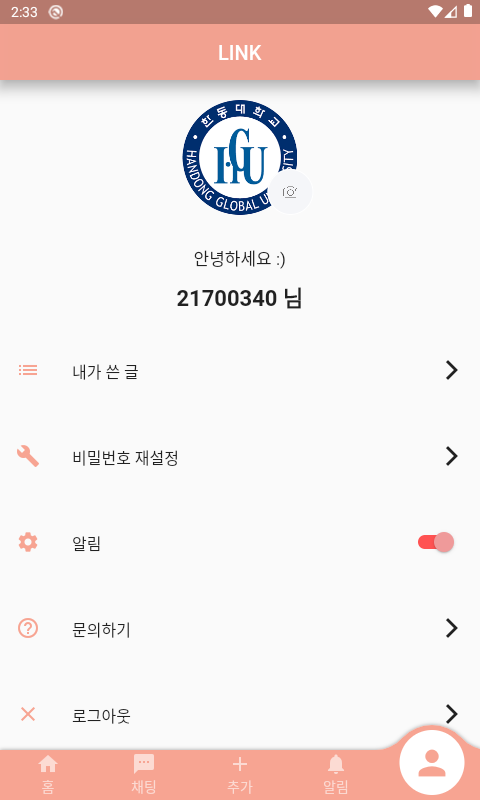 2:33
LINK
한동대학교
HGU
HANDONG GLOBAL UNIVERSITY
안녕하세요 :)
21700340 님
내가 쓴 글
비밀번호 재설정
알림
문의하기
로그아웃
홈 채팅 추가 알림